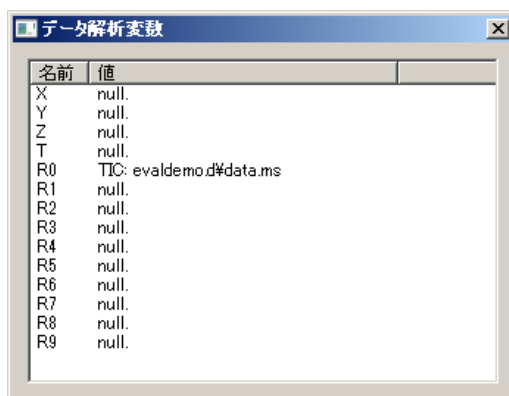 データ解析変数
名前 値
X null.
Y null.
Z null.
T null.
R0 TIC: evaldemo.d¥data.ms
R1 null.
R2 null.
R3 null.
R4 null.
R5 null.
R6 null.
R7 null.
R8 null.
R9 null.